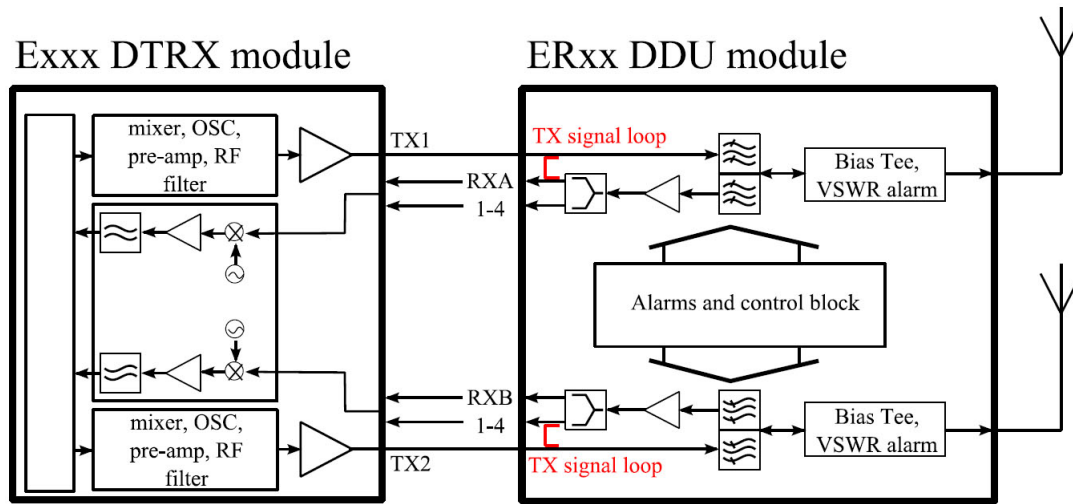 Exxx DTRX module
ERxx DDU module
mixer, OSC,
pre-amp, RF
filter
TX1
TX signal loop
RXA
1-4
Bias Tee,
VSWR alarm
Alarms and control block
RXB
1-4
TX2
TX signal loop
mixer, OSC,
pre-amp, RF
filter
Bias Tee,
VSWR alarm